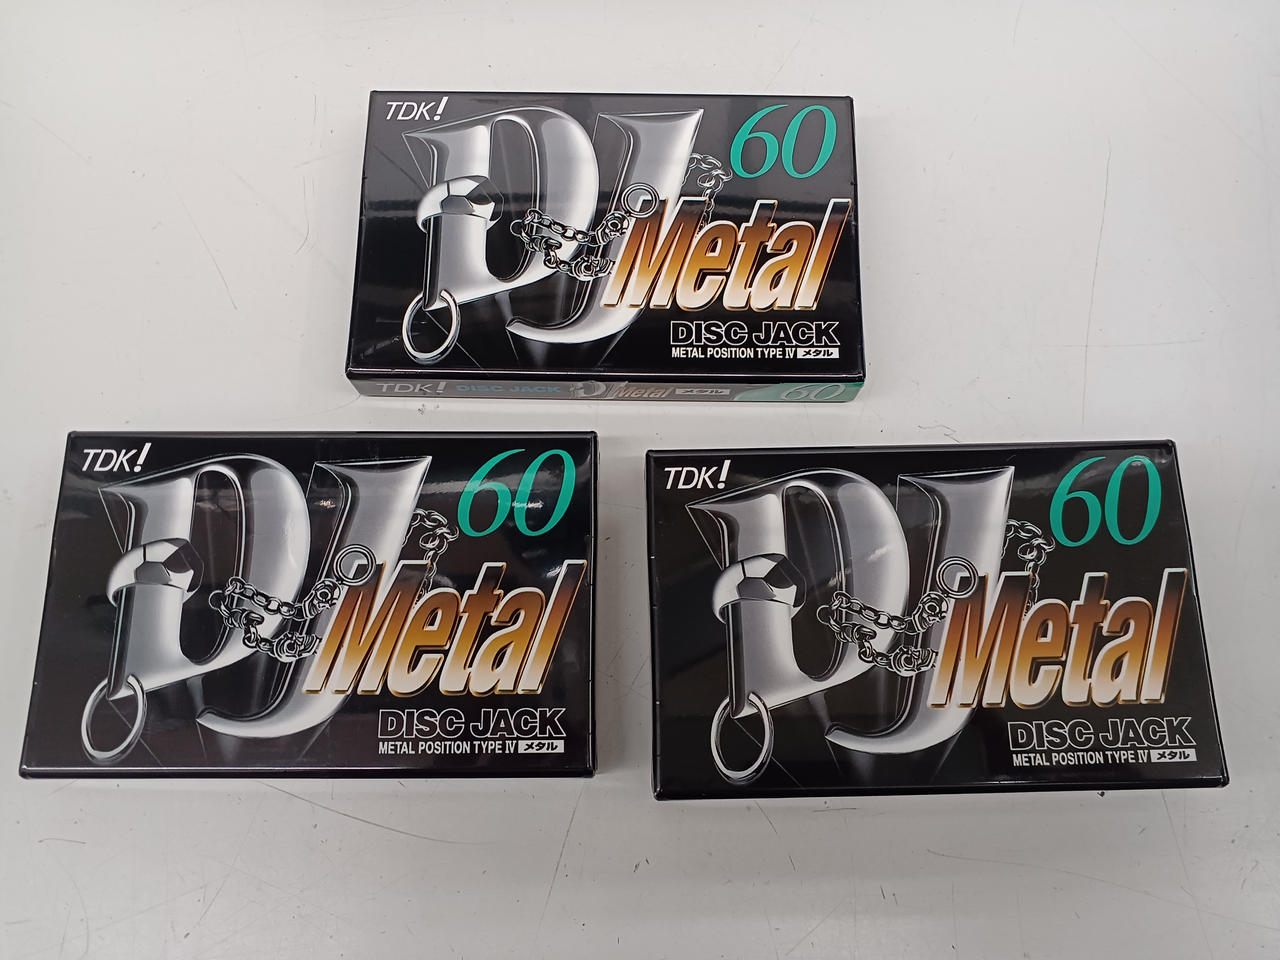 TDK!
60
DJ Metal
DISC JACK
METAL POSITION TYPE IV メタル
TDK! DISC JACK DJ Metal メタル 60
TDK!
60
DJ Metal
DISC JACK
METAL POSITION TYPE IV メタル
TDK!
60
DJ Metal
DISC JACK
METAL POSITION TYPE IV メタル